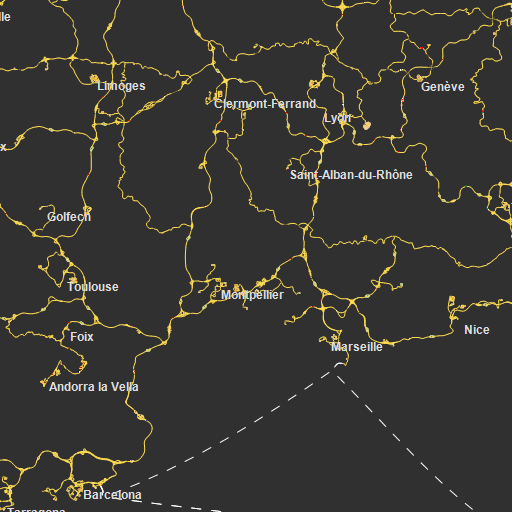 Limoges
Genève
Clermont-Ferrand
Lyon
Saint-Alban-du-Rhône
Golfech
Toulouse
Montpellier
Nice
Foix
Marseille
Andorra la Vella
Barcelona
Tarragona